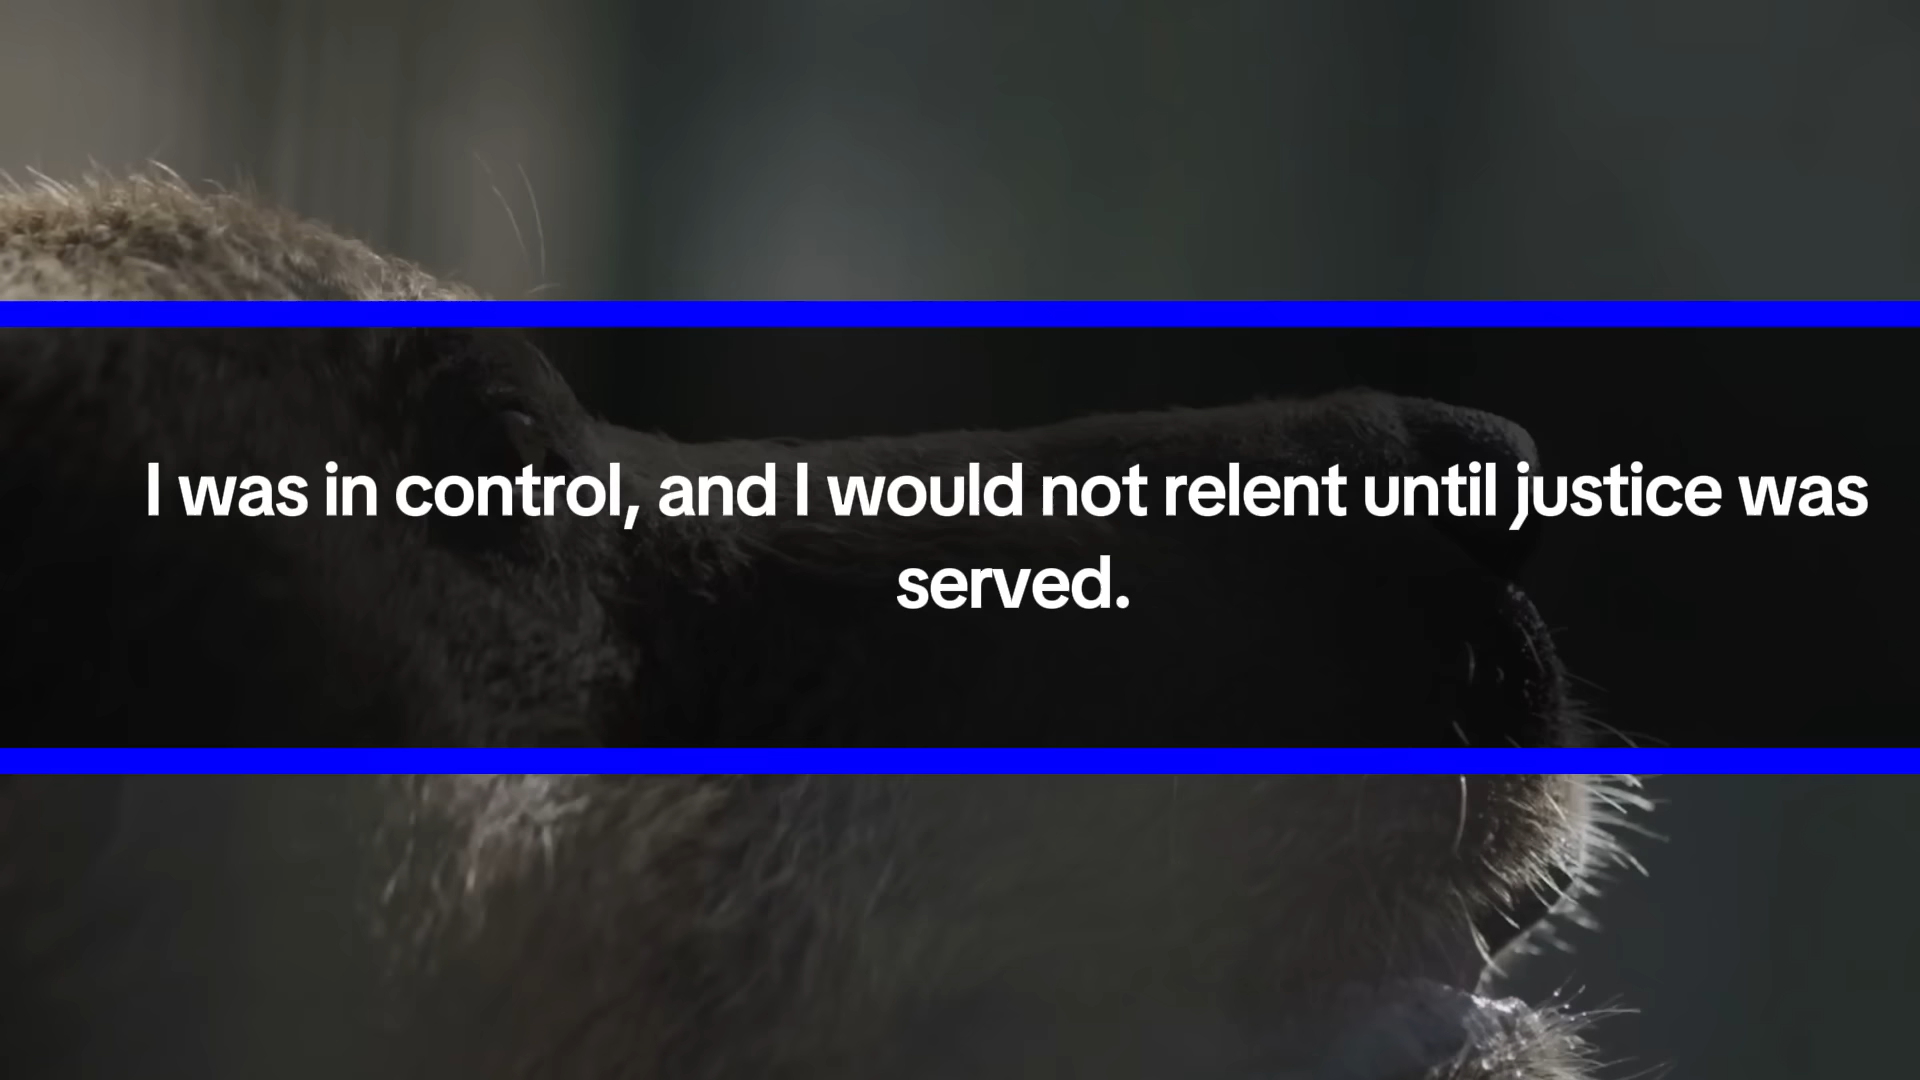 I was in control, and I would not relent until justice was
served.